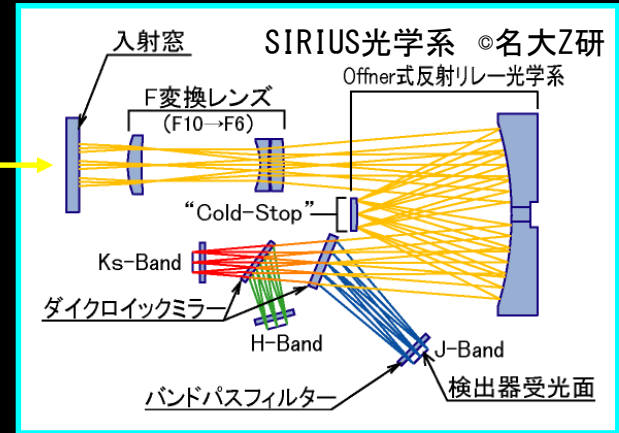 入射窓
SIRIUS光学系 ©名大Z研
Offner式反射リレー光学系
F変換レンズ
(F10→F6)
“Cold-Stop”
Ks-Band
ダイクロイックミラー
H-Band
J-Band
バンドパスフィルター
検出器受光面